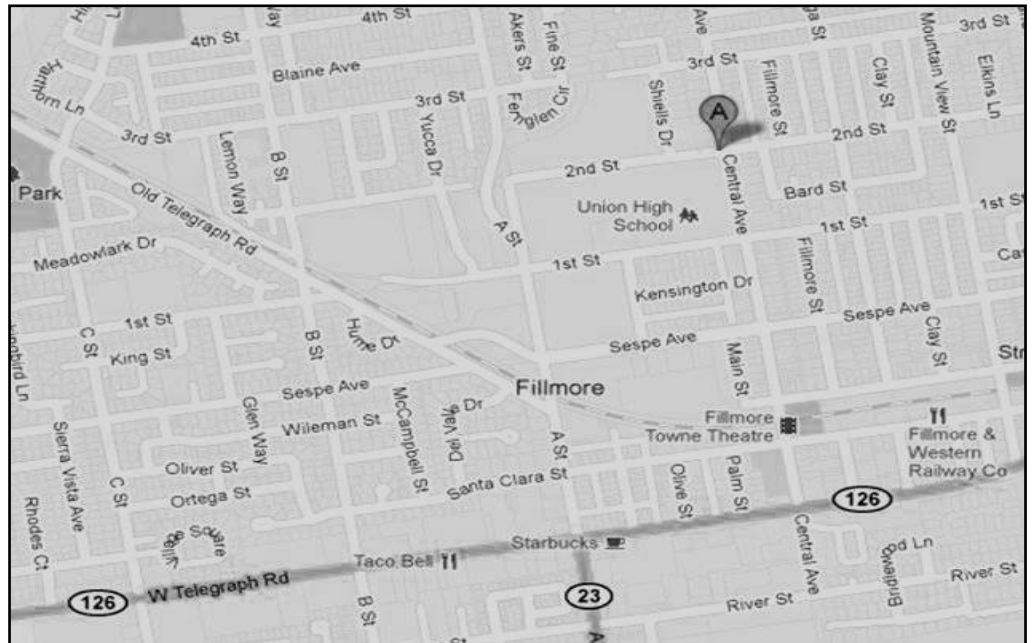 4th St
Way
Akers St
Fine St
Ave
3rd St
3rd St
Mountain View St
Elkins Ln
Blaine Ave
3rd St
Fernglen Cir
Shiells Dr
Fillmore St
Clay St
A
2nd St
3rd St
Lemon Way
B St
Yucca Dr
2nd St
Central Ave
Bard St
Park
Old Telegraph Rd
Union High
School
1st St
1st St
Meadowlark Dr
A St
1st St
Fillmore St
Kensington Dr
C St
1st St
B St
Hume Dr
Sespe Ave
Sespe Ave
Clay St
King St
Main St
Str
Sespe Ave
Fillmore
Wileman St
McCampbell St
Dr
Glen Way
Fillmore
Towne Theatre
Fillmore &
Western
Railway Co
Sierra Vista Ave
Oliver St
A St
Santa Clara St
Olive St
Palm St
C St
Ortega St
126
Rhodes Ct
Square
Starbucks
Central Ave
Taco Bell
W Telegraph Rd
126
B St
23
River St
River St
A